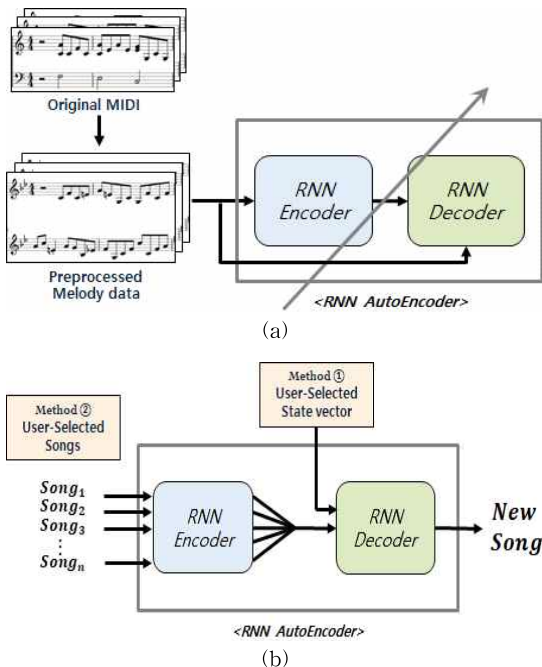 Original MIDI
Preprocessed
Melody data
RNN
Encoder
RNN
Decoder
<RNN AutoEncoder>
(a)
Method ①
User-Selected
State vector
Method ②
User-Selected
Songs
Song1
Song2
Song3
⋮
Songn
RNN
Encoder
RNN
Decoder
New
Song
<RNN AutoEncoder>
(b)